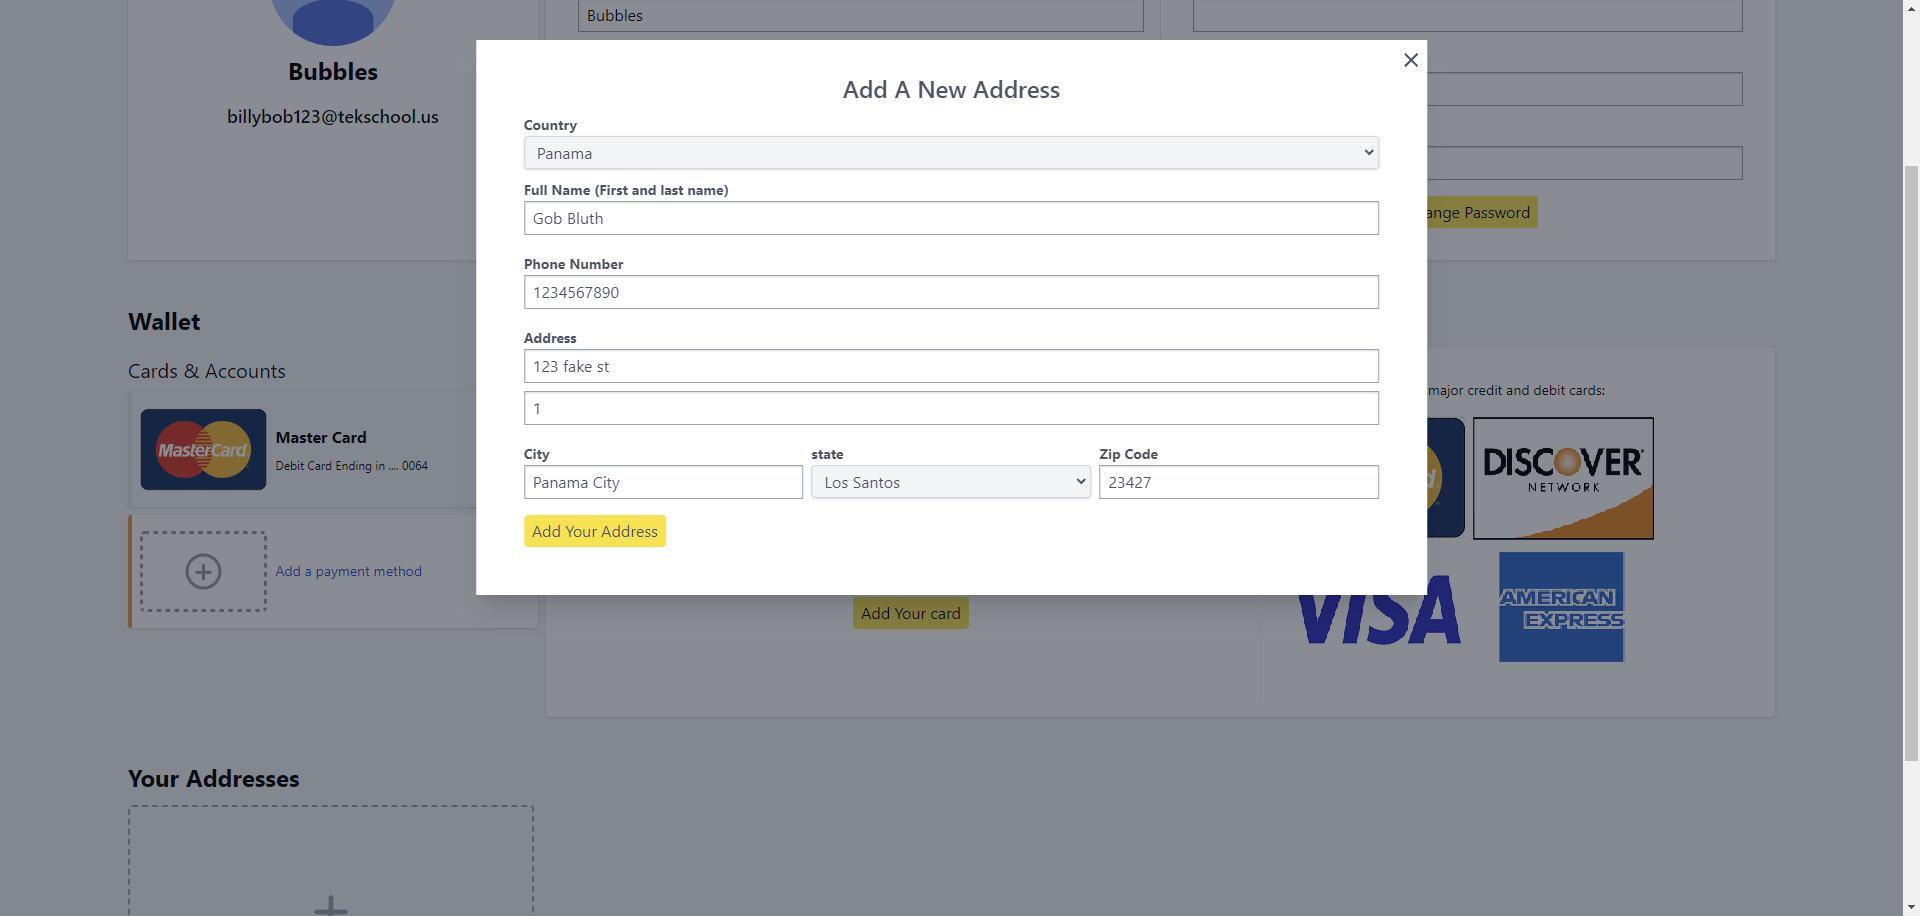 Bubbles
Bubbles
billybob123@tekschool.us
Add A New Address
Country
Panama
Full Name (First and last name)
Gob Bluth
Phone Number
1234567890
Address
123 fake st
1
City
state
Zip Code
Panama City
Los Santos
23427
Add Your Address
ange Password
Wallet
Cards & Accounts
MasterCard
Master Card
Debit Card Ending in .... 0064
Add a payment method
major credit and debit cards:
d
DISCOVER
NETWORK
VISA
AMERICAN
EXPRESS
Add Your card
Your Addresses